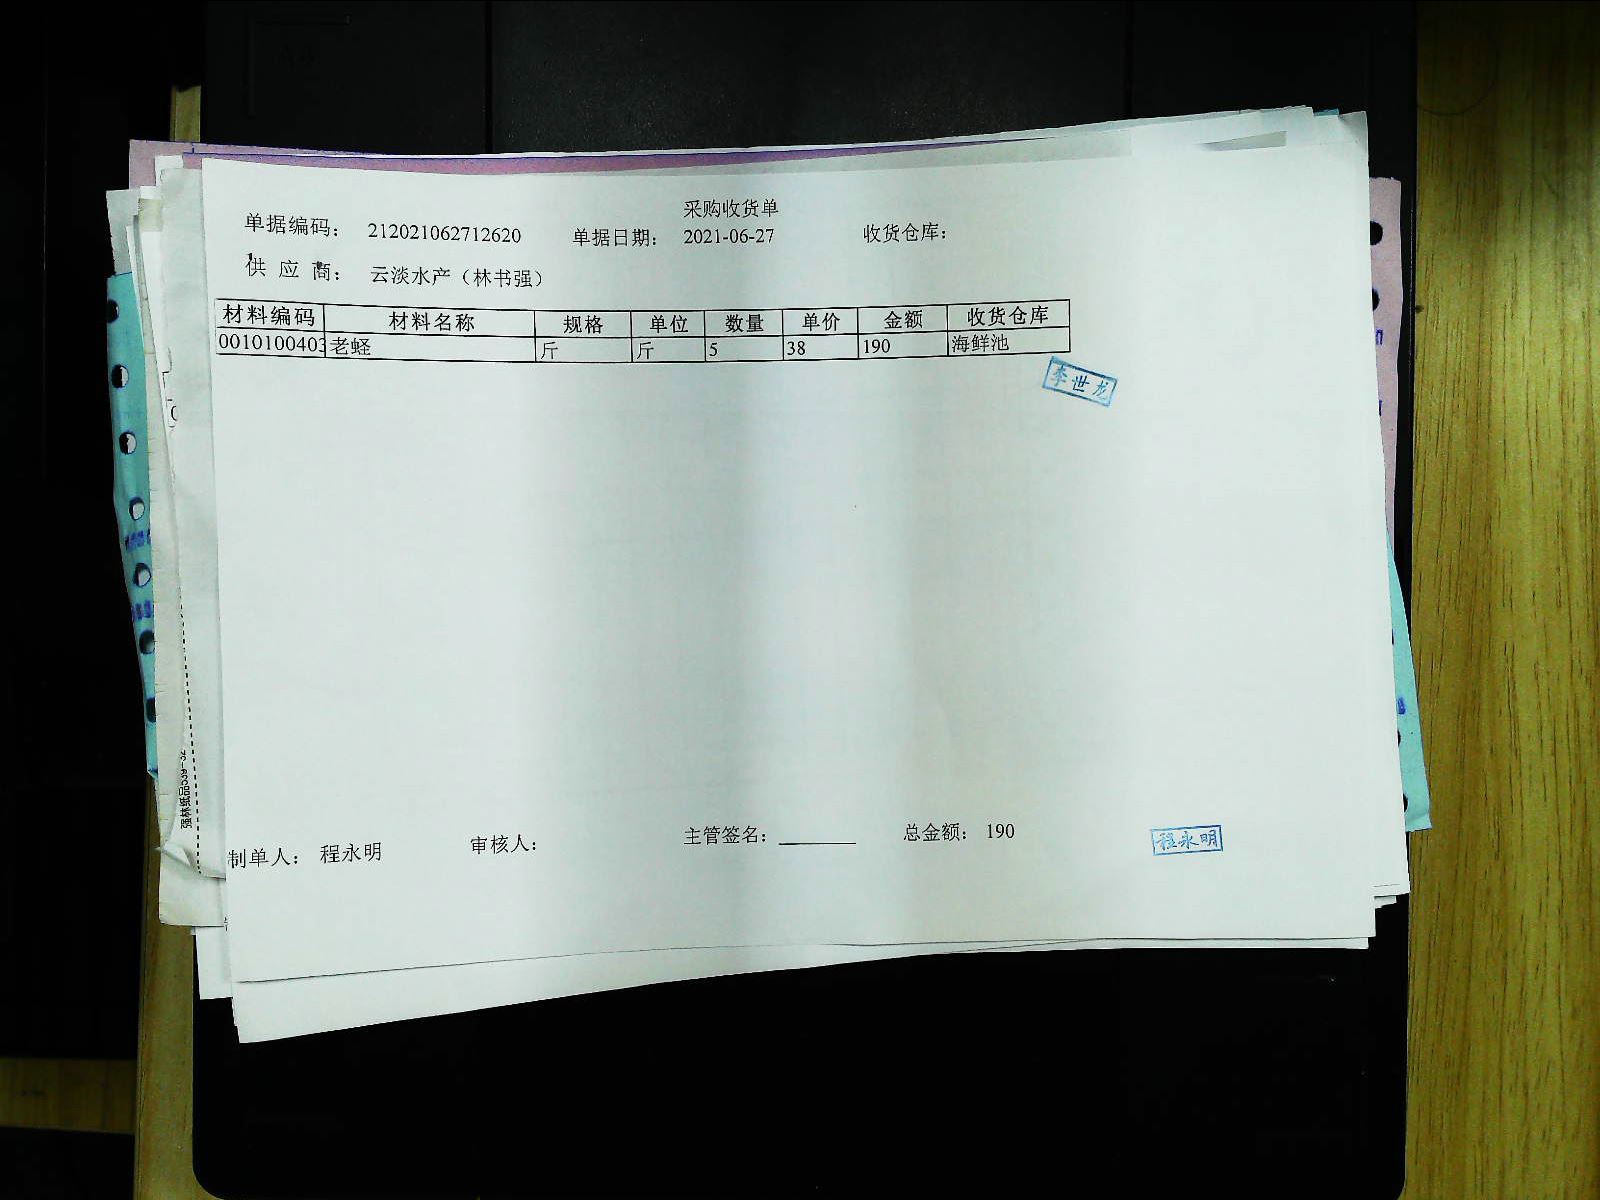 采购收货单
单据编码： 212021062712620 单据日期： 2021-06-27 收货仓库：
供应商： 云淡水产（林书强）
材料编码 材料名称 规格 单位 数量 单价 金额 收货仓库
0010100403 老蛏 斤 斤 5 38 190 海鲜池
李世龙
制单人： 程永明 审核人： 主管签名： 总金额： 190
程永明